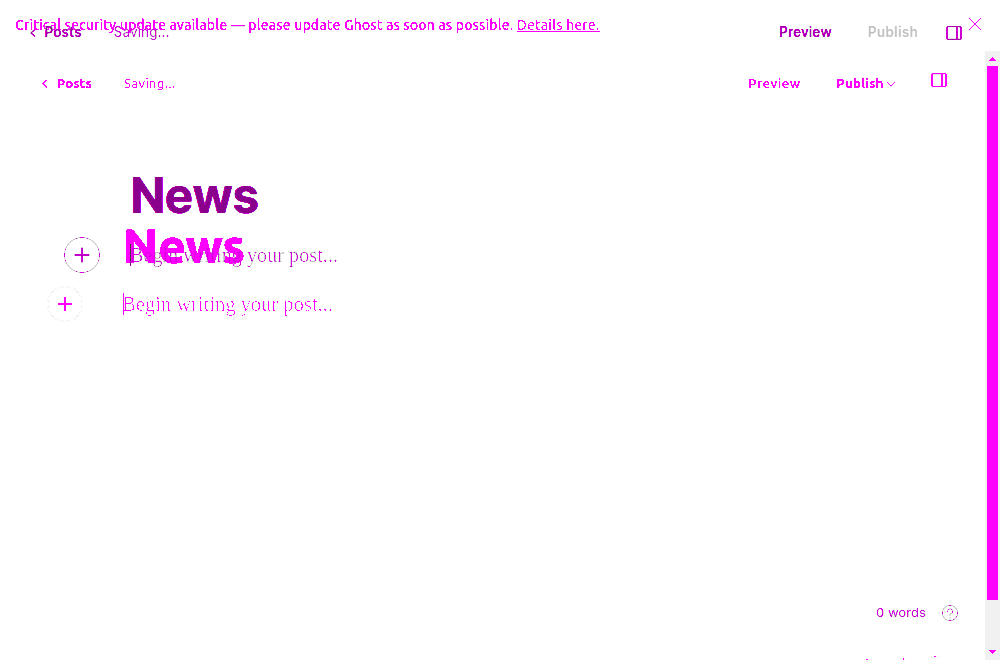 Critical security update available — please update Ghost as soon as possible. Details here.
Posts Saving... Preview Publish
Posts Saving... Preview Publish
News
News
Begin writing your post...
Begin writing your post...
0 words ?